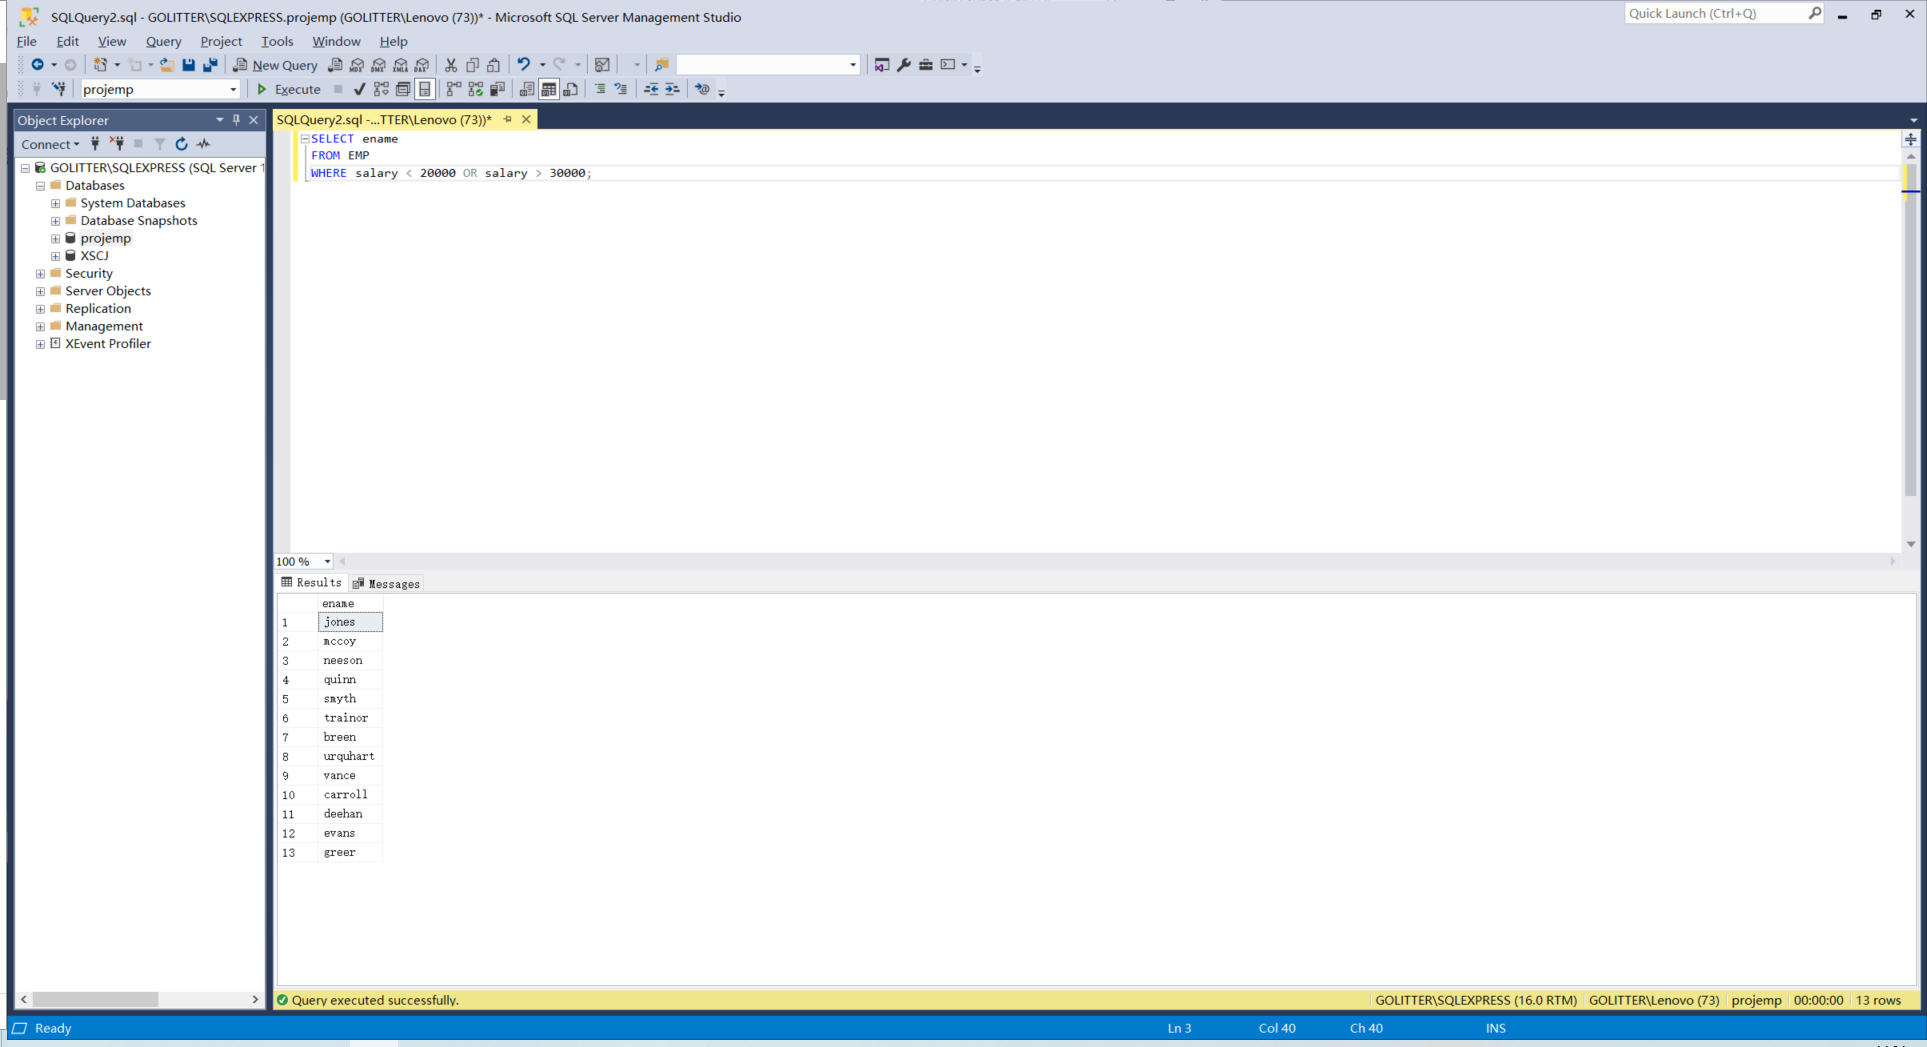 SQLQuery2.sql - GOLITTER\SQLEXPRESS.projemp (GOLITTER\Lenovo (73))* - Microsoft SQL Server Management Studio
Quick Launch (Ctrl+Q)
File Edit View Query Project Tools Window Help
New Query MDX DMX XMLA DAX
projemp Execute
Object Explorer
Connect
GOLITTER\SQLEXPRESS (SQL Server 1
Databases
System Databases
Database Snapshots
projemp
XSCJ
Security
Server Objects
Replication
Management
XEvent Profiler
SQLQuery2.sql -...TTER\Lenovo (73))*
SELECT ename
FROM EMP
WHERE salary < 20000 OR salary > 30000;
100 %
Results Messages
ename
1 jones
2 mccoy
3 neeson
4 quinn
5 smyth
6 trainor
7 breen
8 urquhart
9 vance
10 carroll
11 deehan
12 evans
13 greer
Query executed successfully.
GOLITTER\SQLEXPRESS (16.0 RTM) GOLITTER\Lenovo (73) projemp 00:00:00 13 rows
Ready Ln 3 Col 40 Ch 40 INS